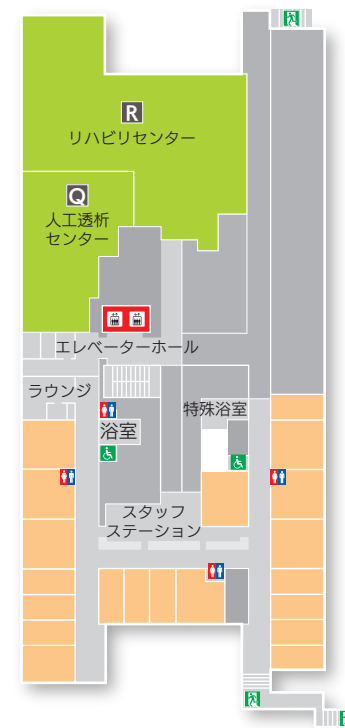 R
リハビリセンター
Q
人工透析
センター
エレベーターホール
ラウンジ
特殊浴室
浴室
スタッフ
ステーション